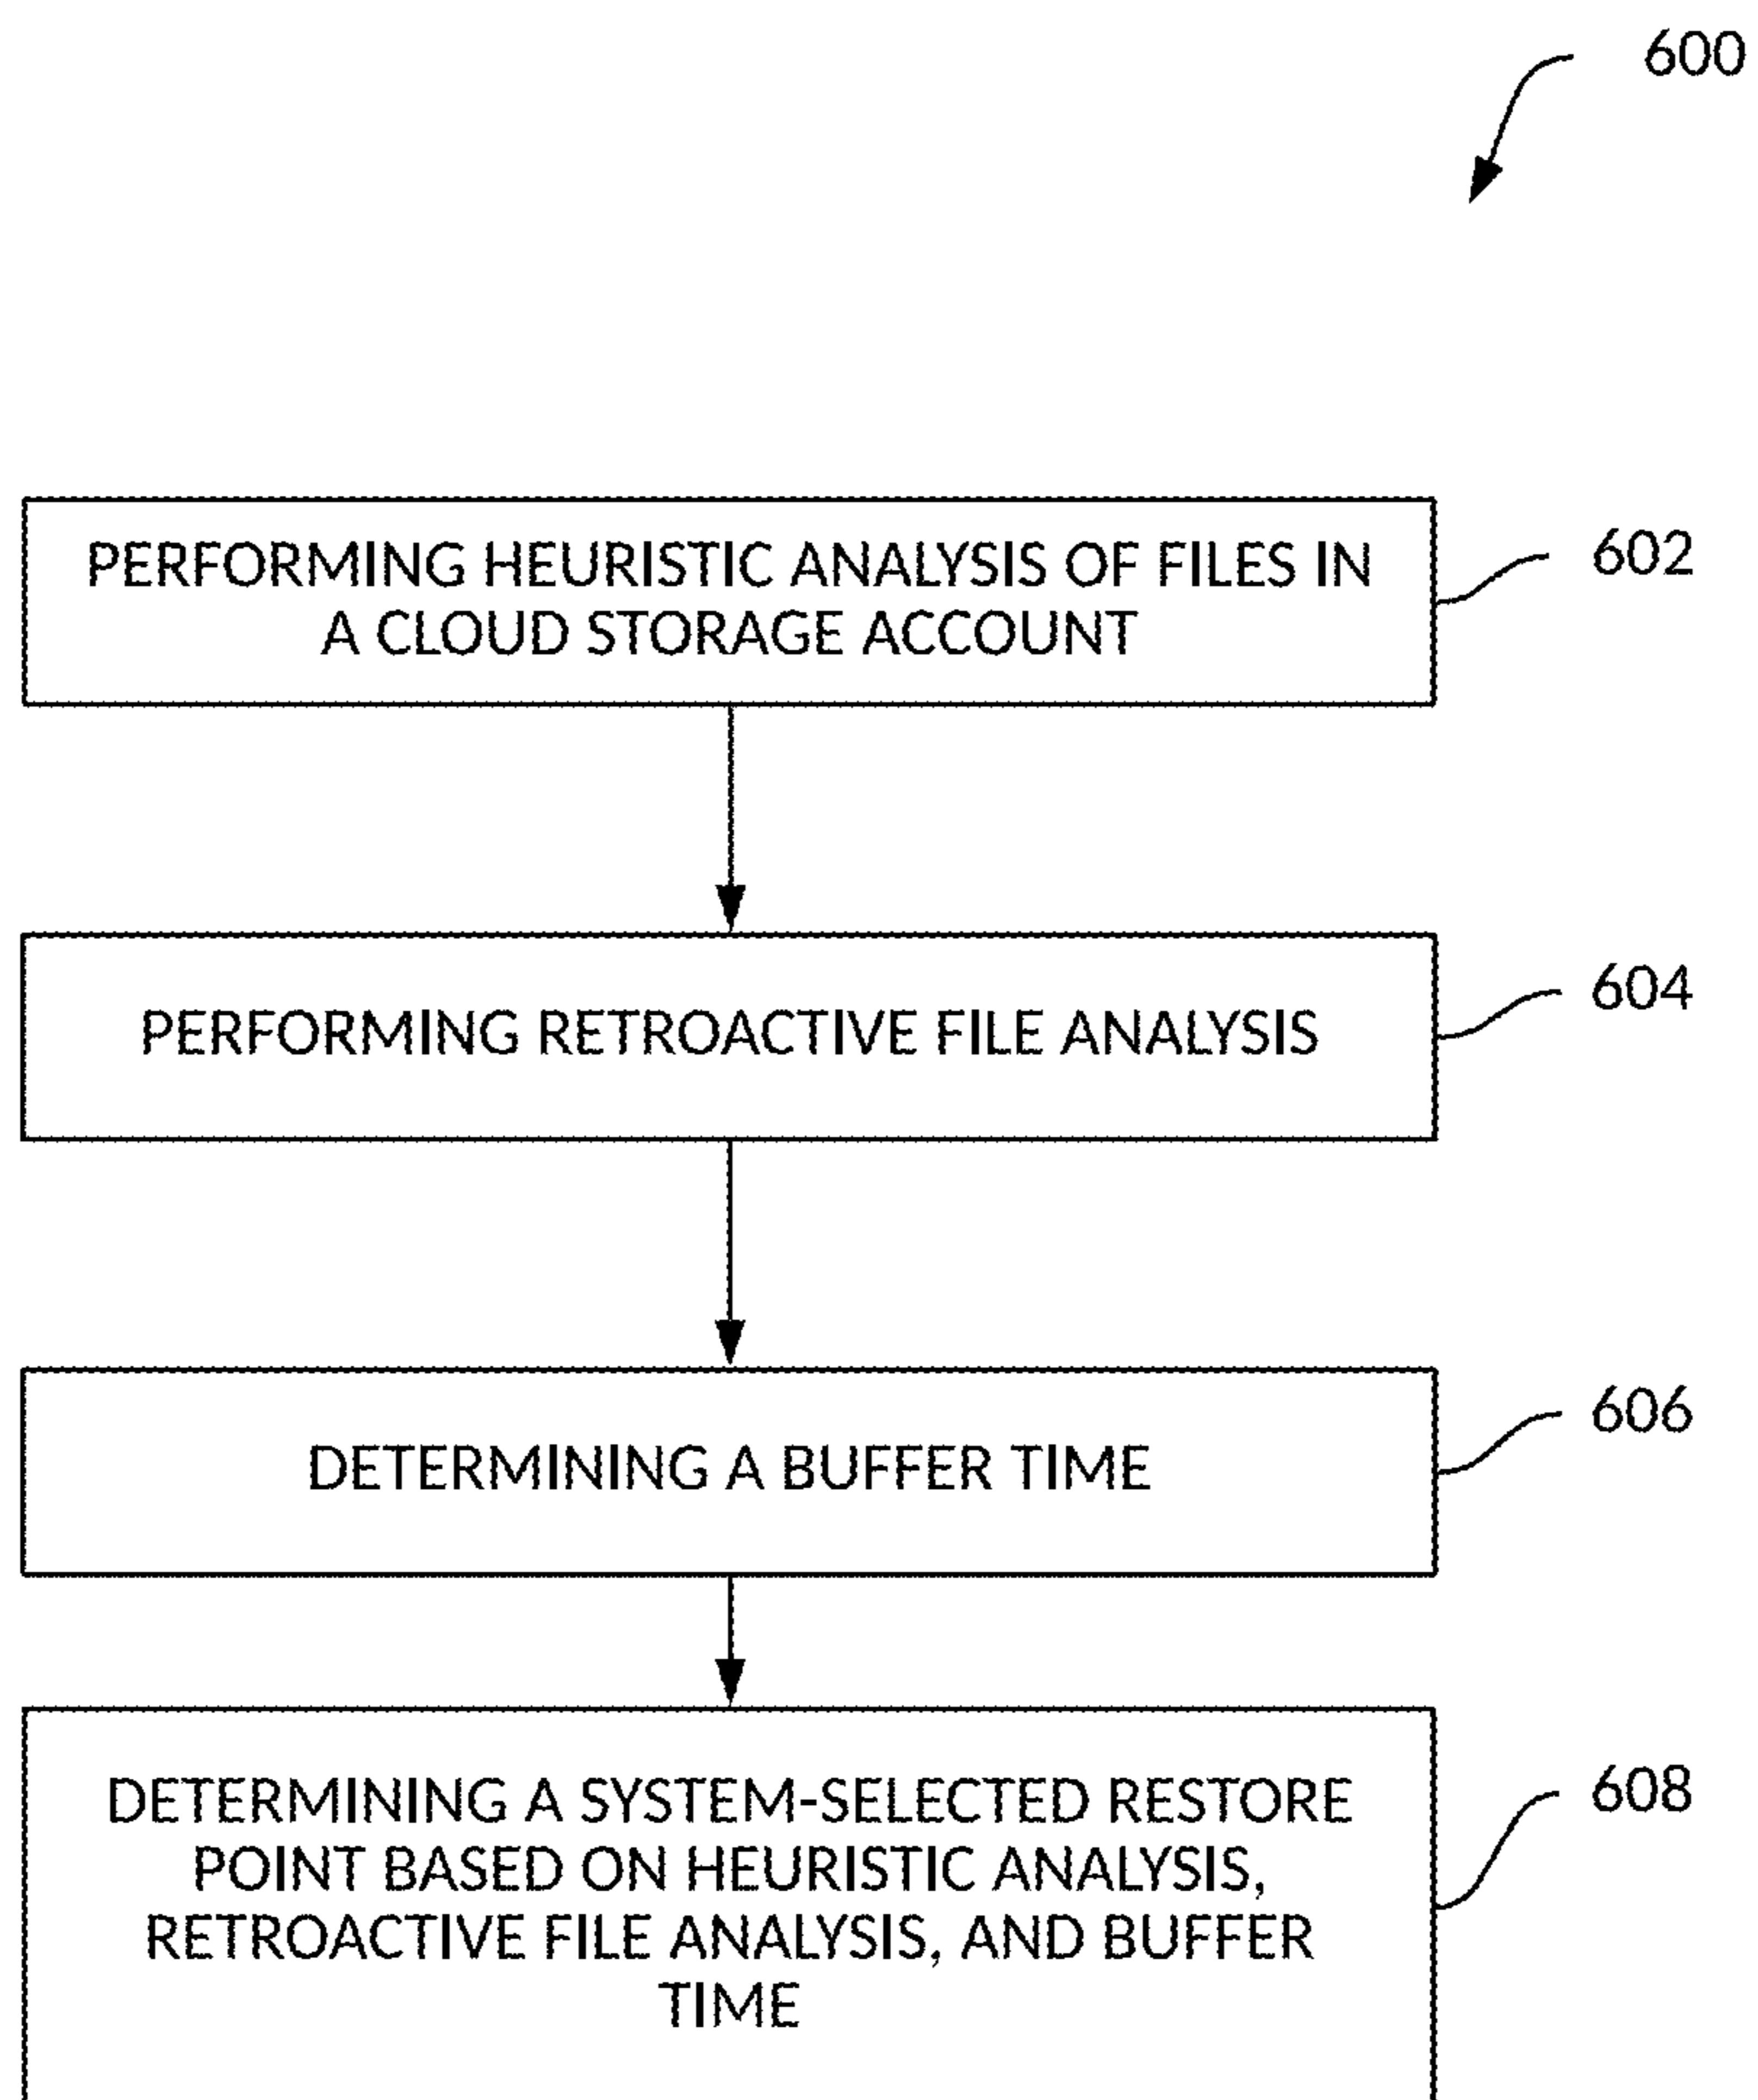 600
PERFORMING HEURISTIC ANALYSIS OF FILES IN
A CLOUD STORAGE ACCOUNT
602
PERFORMING RETROACTIVE FILE ANALYSIS
604
DETERMINING A BUFFER TIME
606
DETERMINING A SYSTEM-SELECTED RESTORE
POINT BASED ON HEURISTIC ANALYSIS,
RETROACTIVE FILE ANALYSIS, AND BUFFER
TIME
608